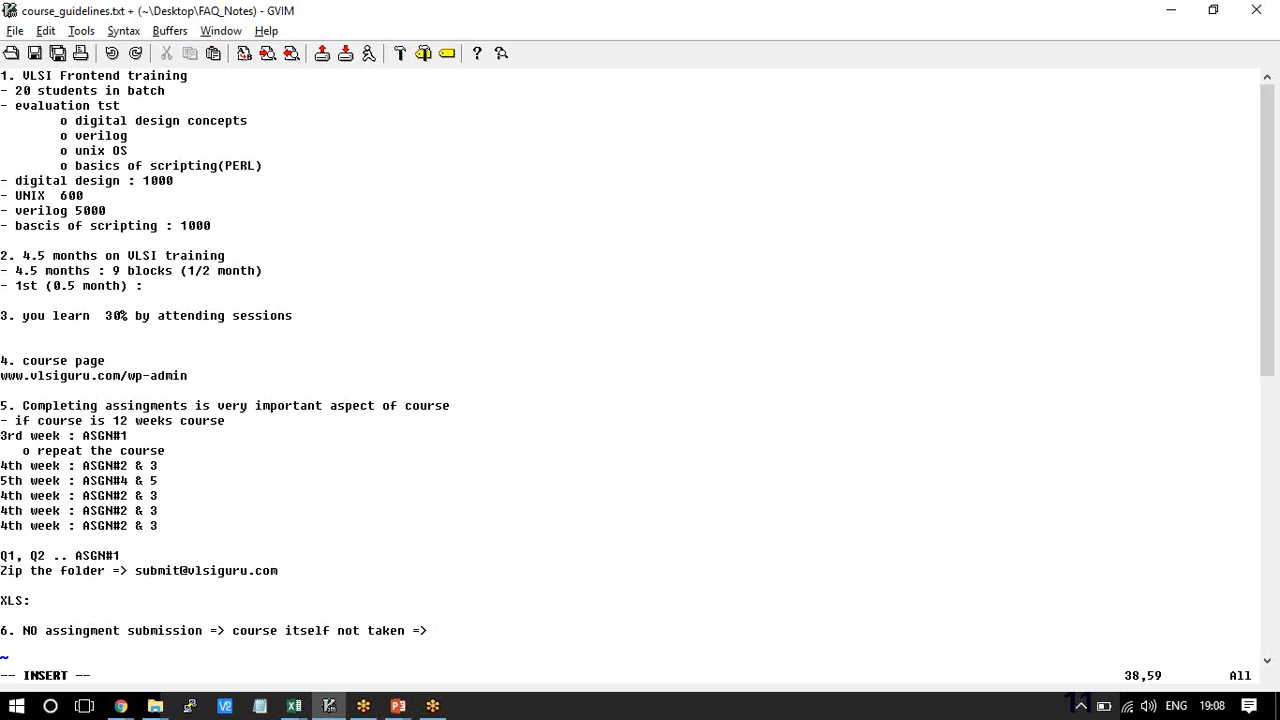 course_guidelines.txt + (~\Desktop\FAQ_Notes) - GVIM
File Edit Tools Syntax Buffers Window Help
1. VLSI Frontend training
- 20 students in batch
- evaluation tst
o digital design concepts
o verilog
o unix OS
o basics of scripting(PERL)
- digital design : 1000
- UNIX 600
- verilog 5000
- bascis of scripting : 1000
2. 4.5 months on VLSI training
- 4.5 months : 9 blocks (1/2 month)
- 1st (0.5 month) :
3. you learn 30% by attending sessions
4. course page
www.vlsiguru.com/wp-admin
5. Completing assingments is very important aspect of course
- if course is 12 weeks course
3rd week : ASGN#1
o repeat the course
4th week : ASGN#2 & 3
5th week : ASGN#4 & 5
4th week : ASGN#2 & 3
4th week : ASGN#2 & 3
4th week : ASGN#2 & 3
Q1, Q2 .. ASGN#1
Zip the folder => submit@vlsiguru.com
XLS:
6. NO assingment submission => course itself not taken =>
~
-- INSERT -- 38,59 All
ENG 19:08